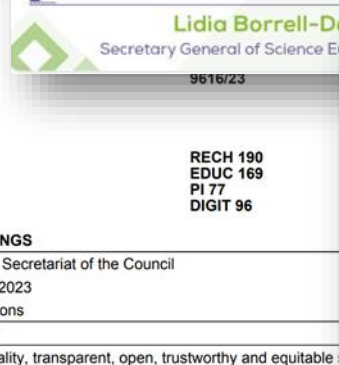 Lidia Borrell-D
Secretary General of Science E
9616/23
RECH 190
EDUC 169
PI 77
DIGIT 96
NGS
Secretariat of the Council
2023
ons
ality, transparent, open, trustworthy and equitable s